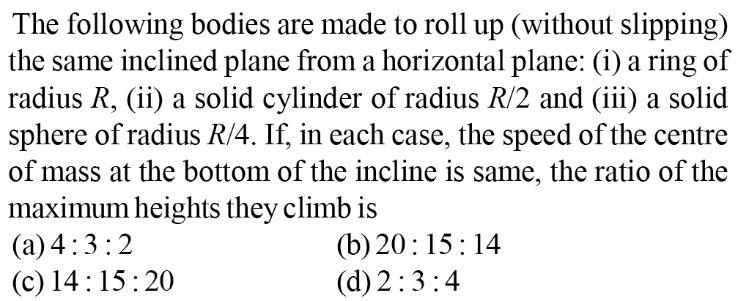 The following bodies are made to roll up (without slipping)
the same inclined plane from a horizontal plane: (i) a ring of
radius R, (ii) a solid cylinder of radius R/2 and (iii) a solid
sphere of radius R/4. If, in each case, the speed of the centre
of mass at the bottom of the incline is same, the ratio of the
maximum heights they climb is
(a) 4 : 3 : 2 (b) 20 : 15 : 14
(c) 14 : 15 : 20 (d) 2 : 3 : 4